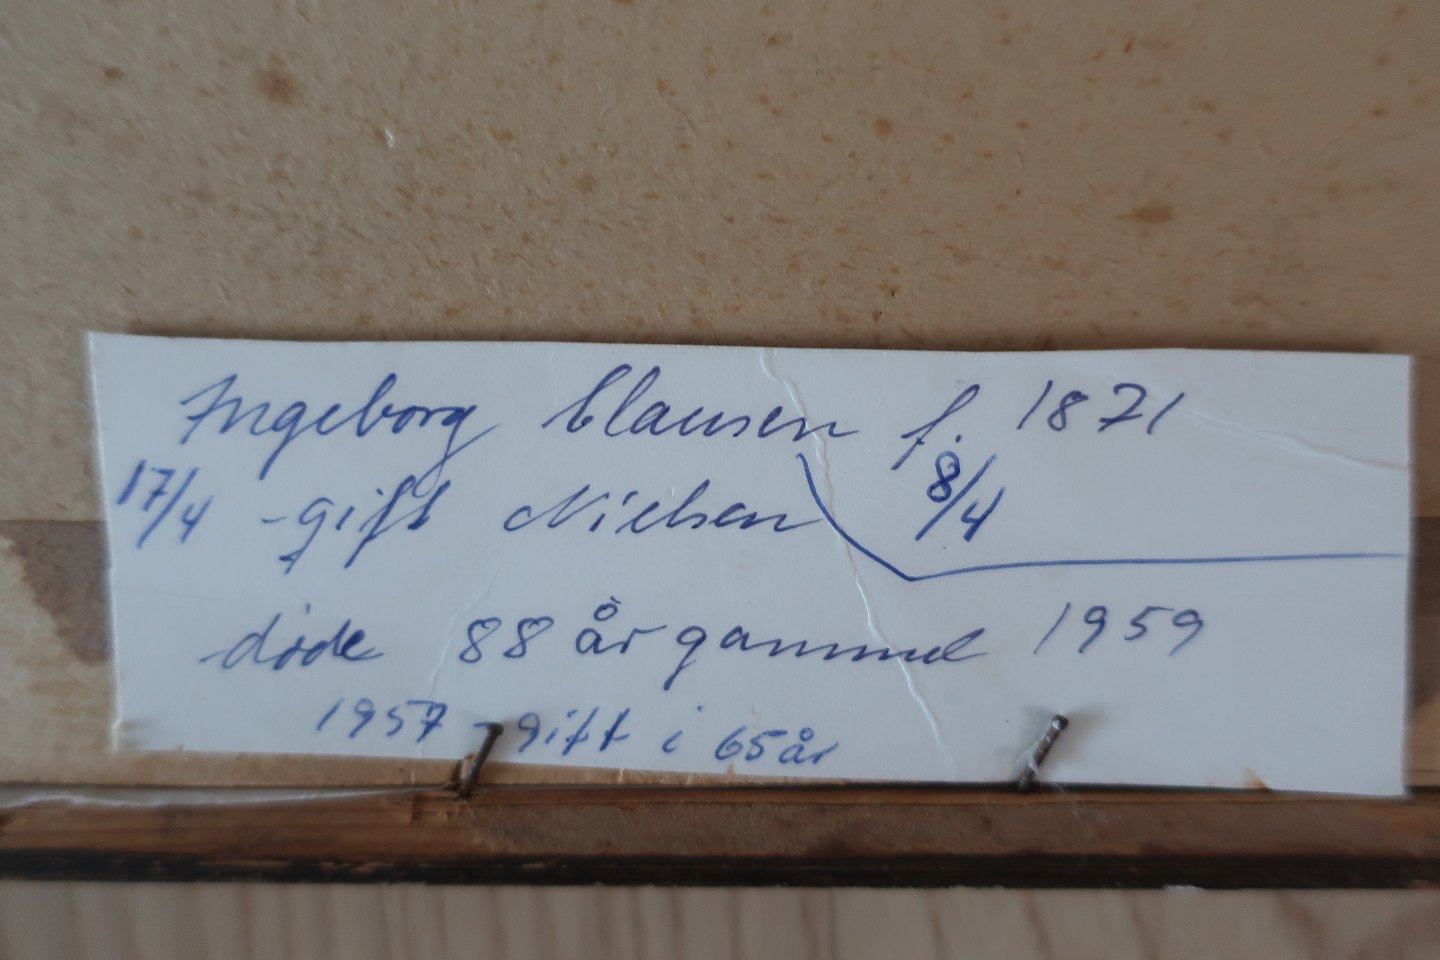 Ingeborg Clausen f. 1871
17/4 - gift Nielsen 8/4
døde 88 år gammel 1959
1957 - gift i 65 år